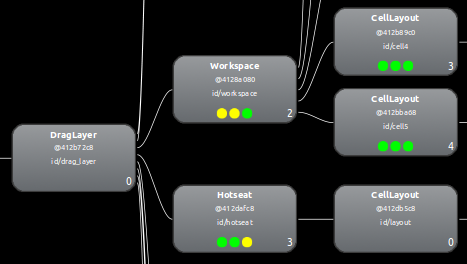 CellLayout
@412b89c0
id/cell4
3
Workspace
@4128a080
id/workspace
2
CellLayout
@412bba68
id/cell5
4
DragLayer
@412b72c8
id/drag_layer
0
Hotseat
@412dafc8
id/hotseat
3
CellLayout
@412db5c8
id/layout
0